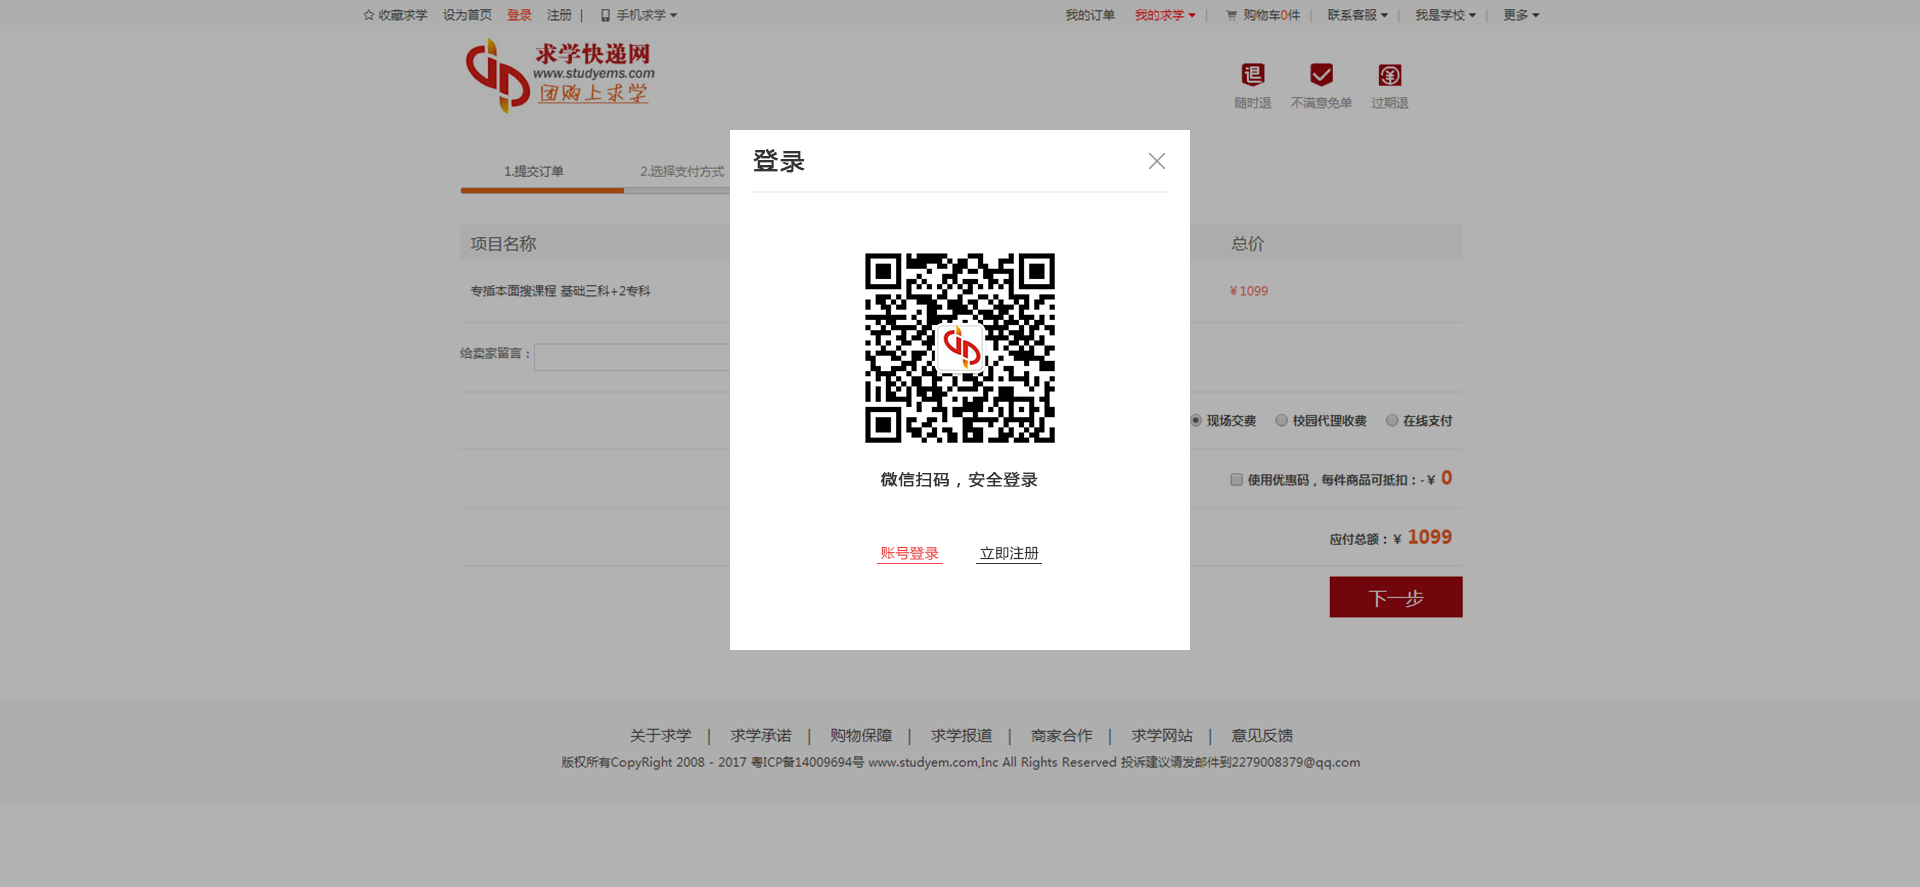 收藏求学 设为首页 登录 注册 | 手机求学 我的订单 我的求学 | 购物车0件 | 联系客服 | 我是学校 | 更多
求学快递网
www.studyems.com
团购上求学
退
随时退 不满意免单 过期退
登录
1.提交订单 2.选择支付方式
项目名称 总价
专插本面搜课程 基础三科+2专科 ¥1099
给卖家留言：
现场交费 校园代理收费 在线支付
微信扫码，安全登录
使用优惠码，每件商品可抵扣：-¥ 0
应付总额：¥ 1099
账号登录 立即注册
下一步
关于求学 | 求学承诺 | 购物保障 | 求学报道 | 商家合作 | 求学网站 | 意见反馈
版权所有CopyRight 2008 - 2017 粤ICP备14009694号 www.studyem.com,Inc All Rights Reserved 投诉建议请发邮件到2279008379@qq.com